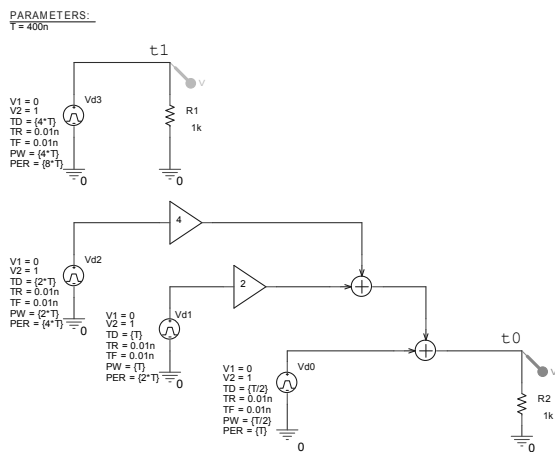 PARAMETERS:
T = 400n
t1
V
V1 = 0
V2 = 1
TD = {4*T}
TR = 0.01n
TF = 0.01n
PW = {4*T}
PER = {8*T}
Vd3
R1
1k
0
0
4
V1 = 0
V2 = 1
TD = {2*T}
TR = 0.01n
TF = 0.01n
PW = {2*T}
PER = {4*T}
Vd2
0
2
V1 = 0
V2 = 1
TD = {T}
TR = 0.01n
TF = 0.01n
PW = {T}
PER = {2*T}
Vd1
0
t0
V
V1 = 0
V2 = 1
TD = {T/2}
TR = 0.01n
TF = 0.01n
PW = {T/2}
PER = {T}
Vd0
R2
1k
0
0